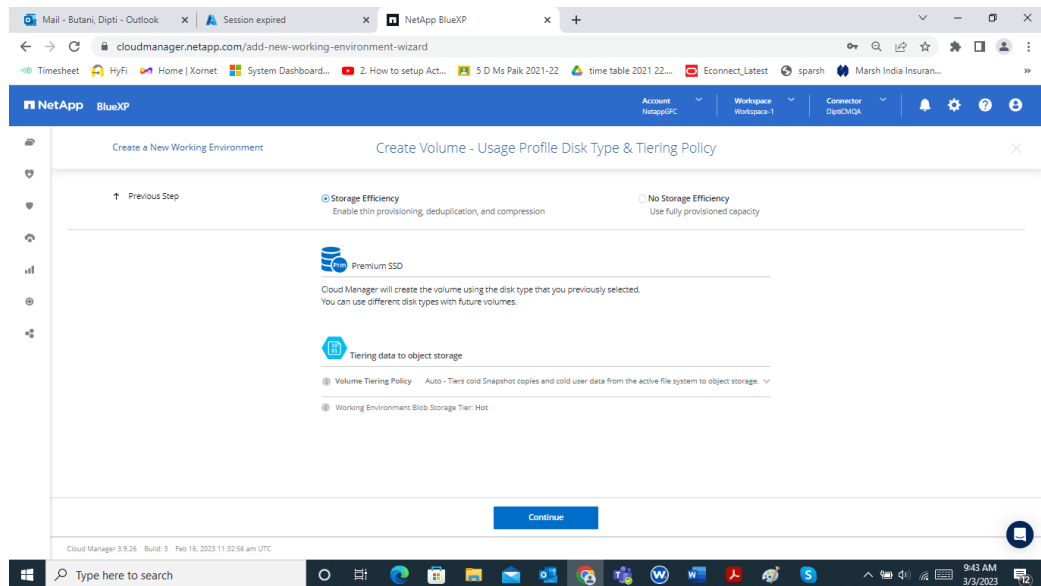 Mail - Butani, Dipti - Outlook
Session expired
NetApp BlueXP
cloudmanager.netapp.com/add-new-working-environment-wizard
Timesheet
HyFi
Home | Xornet
System Dashboard...
2. How to setup Act...
5 D Ms Paik 2021-22
time table 2021 22....
Econnect_Latest
sparsh
Marsh India Insuran...
»
NetApp BlueXP
Account
NetappGFC
Workspace
Workspace-1
Connector
DiptiCMQA
Create a New Working Environment
Create Volume - Usage Profile Disk Type & Tiering Policy
↑ Previous Step
Storage Efficiency
Enable thin provisioning, deduplication, and compression
No Storage Efficiency
Use fully provisioned capacity
Prm
Premium SSD
Cloud Manager will create the volume using the disk type that you previously selected.
You can use different disk types with future volumes.
Tiering data to object storage
Volume Tiering Policy Auto - Tiers cold Snapshot copies and cold user data from the active file system to object storage.
Working Environment Blob Storage Tier: Hot
Continue
Cloud Manager 3.9.26 Build: 3 Feb 16, 2023 11:32:56 am UTC
Type here to search
9:43 AM
3/3/2023
12